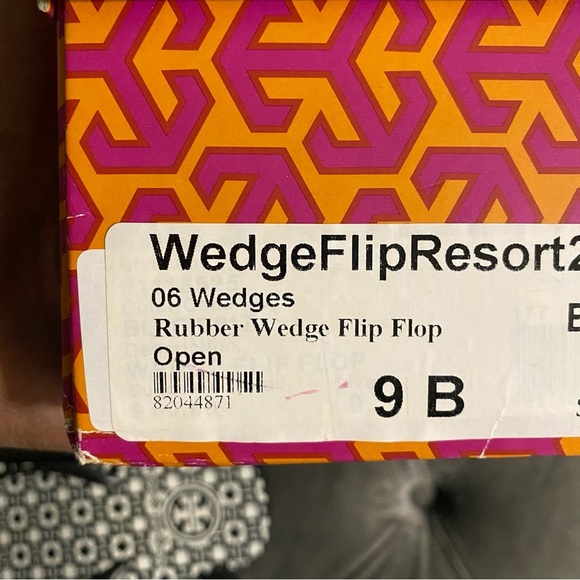 WedgeFlipResort2
06 Wedges
Rubber Wedge Flip Flop
Open
82044871
9 B